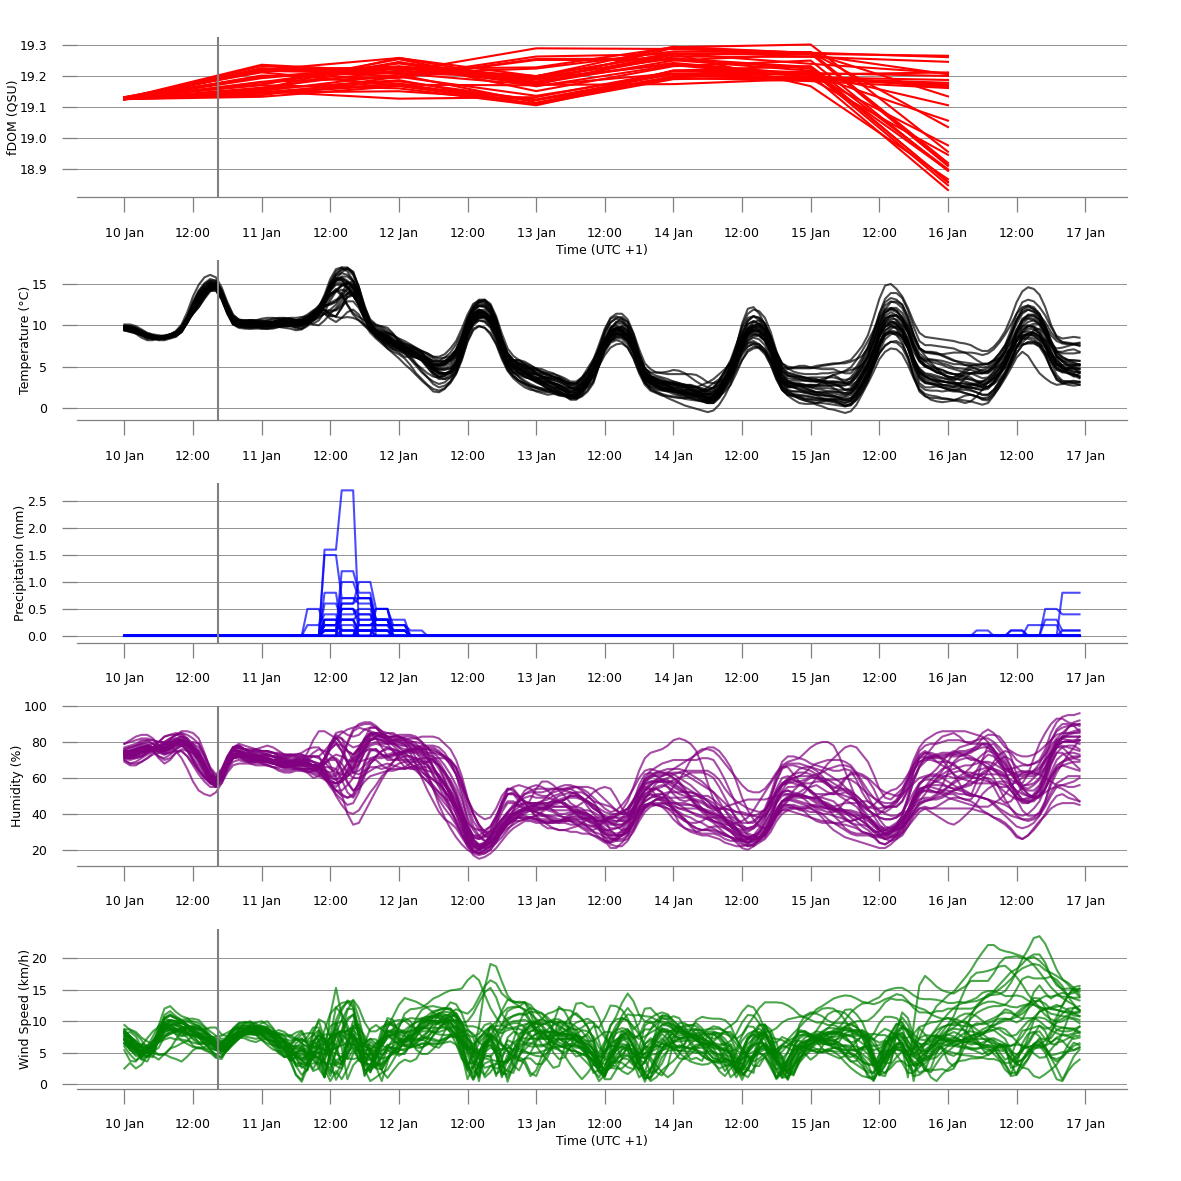 19.3
19.2
19.1
19.0
18.9
fDOM (QSU)
10 Jan 12:00 11 Jan 12:00 12 Jan 12:00 13 Jan 12:00 14 Jan 12:00 15 Jan 12:00 16 Jan 12:00 17 Jan
Time (UTC +1)
15
10
5
0
Temperature (°C)
10 Jan 12:00 11 Jan 12:00 12 Jan 12:00 13 Jan 12:00 14 Jan 12:00 15 Jan 12:00 16 Jan 12:00 17 Jan
2.5
2.0
1.5
1.0
0.5
0.0
Precipitation (mm)
10 Jan 12:00 11 Jan 12:00 12 Jan 12:00 13 Jan 12:00 14 Jan 12:00 15 Jan 12:00 16 Jan 12:00 17 Jan
100
80
60
40
20
Humidity (%)
10 Jan 12:00 11 Jan 12:00 12 Jan 12:00 13 Jan 12:00 14 Jan 12:00 15 Jan 12:00 16 Jan 12:00 17 Jan
20
15
10
5
0
Wind Speed (km/h)
10 Jan 12:00 11 Jan 12:00 12 Jan 12:00 13 Jan 12:00 14 Jan 12:00 15 Jan 12:00 16 Jan 12:00 17 Jan
Time (UTC +1)